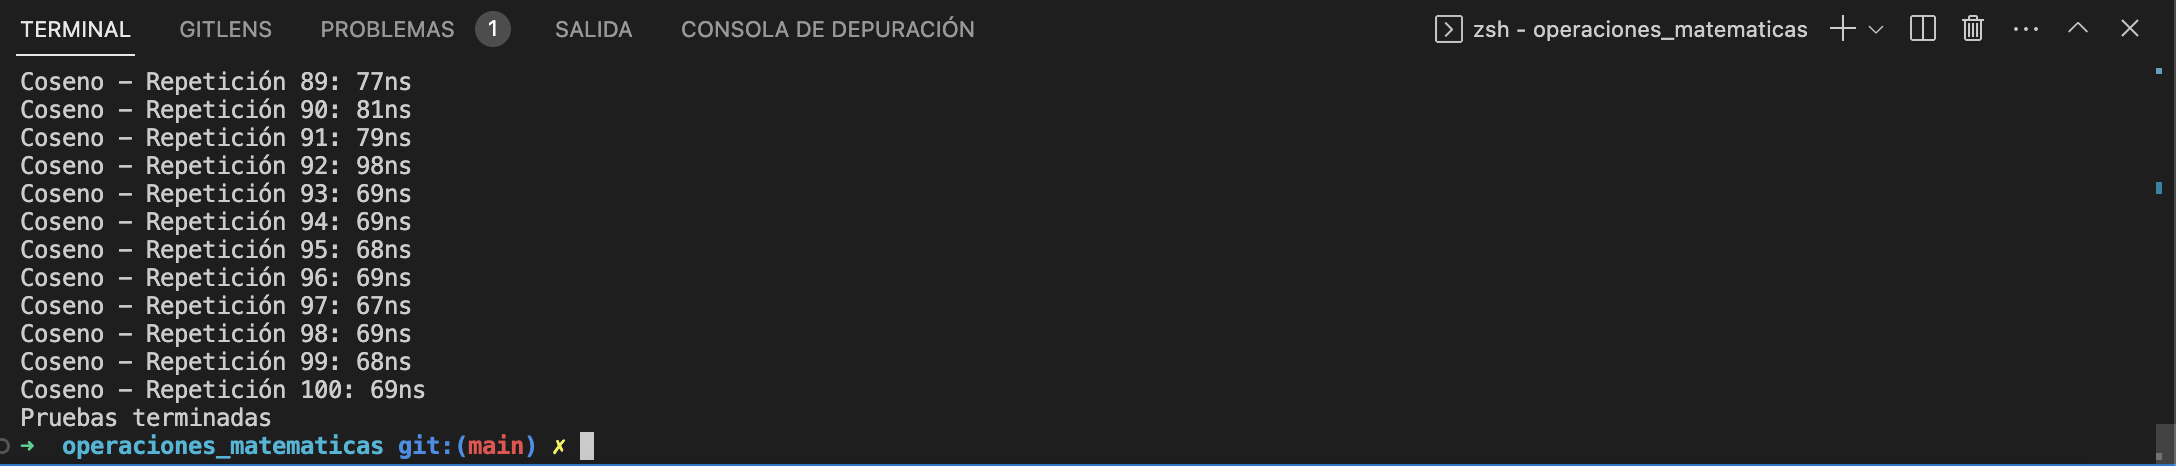 TERMINAL GITLENS PROBLEMAS 1 SALIDA CONSOLA DE DEPURACIÓN zsh - operaciones_matematicas
Coseno - Repetición 89: 77ns
Coseno - Repetición 90: 81ns
Coseno - Repetición 91: 79ns
Coseno - Repetición 92: 98ns
Coseno - Repetición 93: 69ns
Coseno - Repetición 94: 69ns
Coseno - Repetición 95: 68ns
Coseno - Repetición 96: 69ns
Coseno - Repetición 97: 67ns
Coseno - Repetición 98: 69ns
Coseno - Repetición 99: 68ns
Coseno - Repetición 100: 69ns
Pruebas terminadas
➜ operaciones_matematicas git:(main) ✗